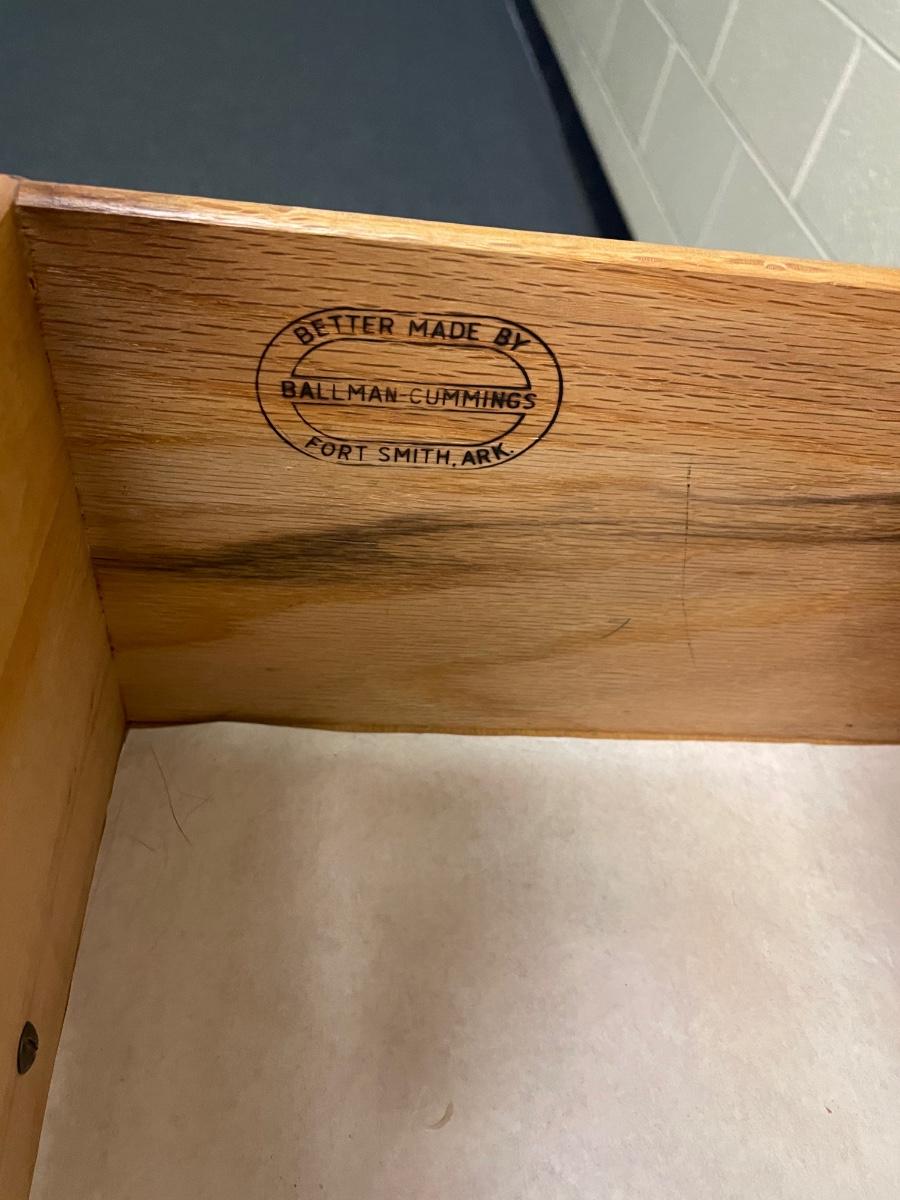 BETTER MADE BY
BALLMAN-CUMMINGS
FORT SMITH, ARK.